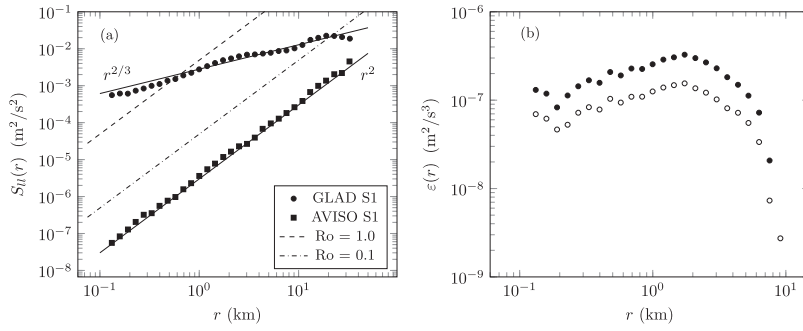 (a)
r^{2/3}
r^2
10^{-1}
10^{-2}
10^{-3}
10^{-4}
10^{-5}
10^{-6}
10^{-7}
10^{-8}
S_{ll}(r) (m^2/s^2)
GLAD S1
AVISO S1
Ro = 1.0
Ro = 0.1
10^{-1}
10^0
10^1
r (km)
(b)
10^{-6}
10^{-7}
10^{-8}
10^{-9}
ε(r) (m^2/s^3)
10^{-1}
10^0
10^1
r (km)